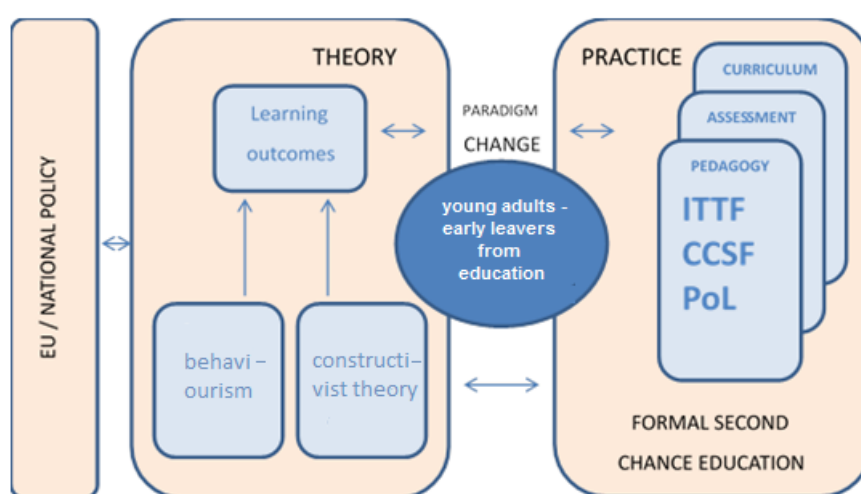 EU / NATIONAL POLICY
THEORY
Learning
outcomes
behavi –
ourism
constructi–
vist theory
PARADIGM
CHANGE
young adults -
early leavers
from
education
PRACTICE
CURRICULUM
ASSESSMENT
PEDAGOGY
ITTF
CCSF
PoL
FORMAL SECOND
CHANCE EDUCATION